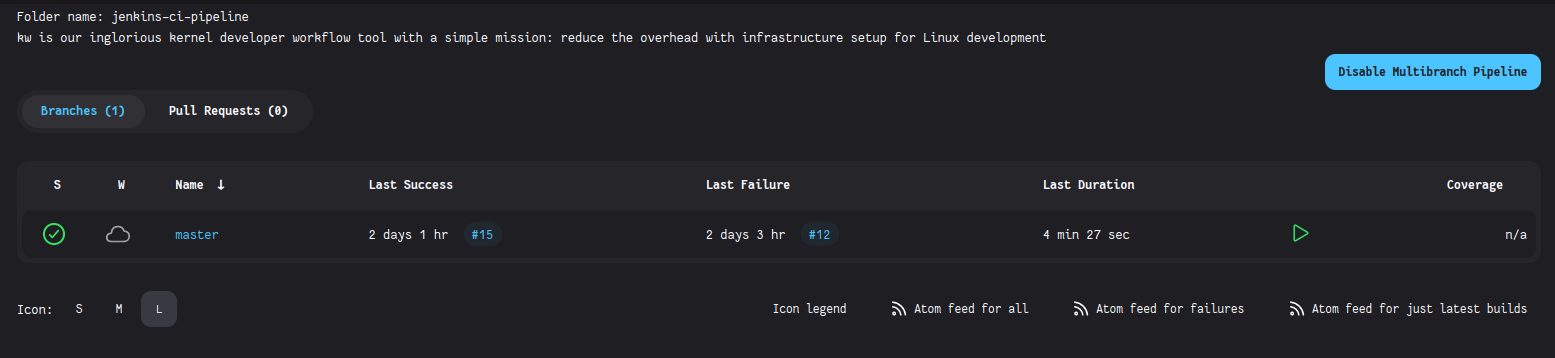 Folder name: jenkins-ci-pipeline
kw is our inglorious kernel developer workflow tool with a simple mission: reduce the overhead with infrastructure setup for Linux development
Disable Multibranch Pipeline
Branches (1) Pull Requests (0)
S W Name ↓ Last Success Last Failure Last Duration Coverage
master 2 days 1 hr #15 2 days 3 hr #12 4 min 27 sec n/a
Icon: S M L Icon legend Atom feed for all Atom feed for failures Atom feed for just latest builds